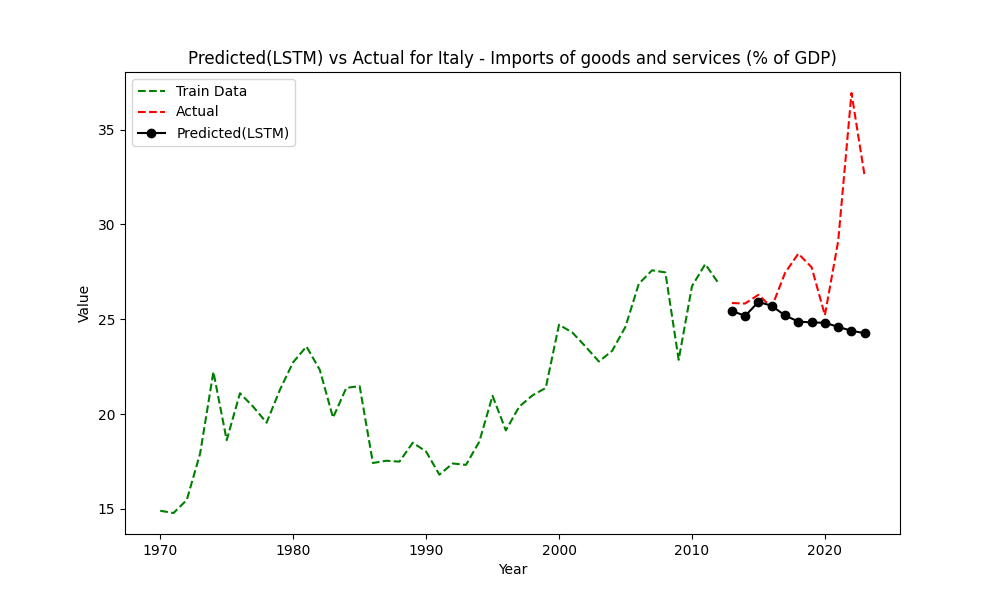 Predicted(LSTM) vs Actual for Italy - Imports of goods and services (% of GDP)
Train Data
Actual
Predicted(LSTM)
35
30
25
20
15
Value
1970
1980
1990
2000
2010
2020
Year